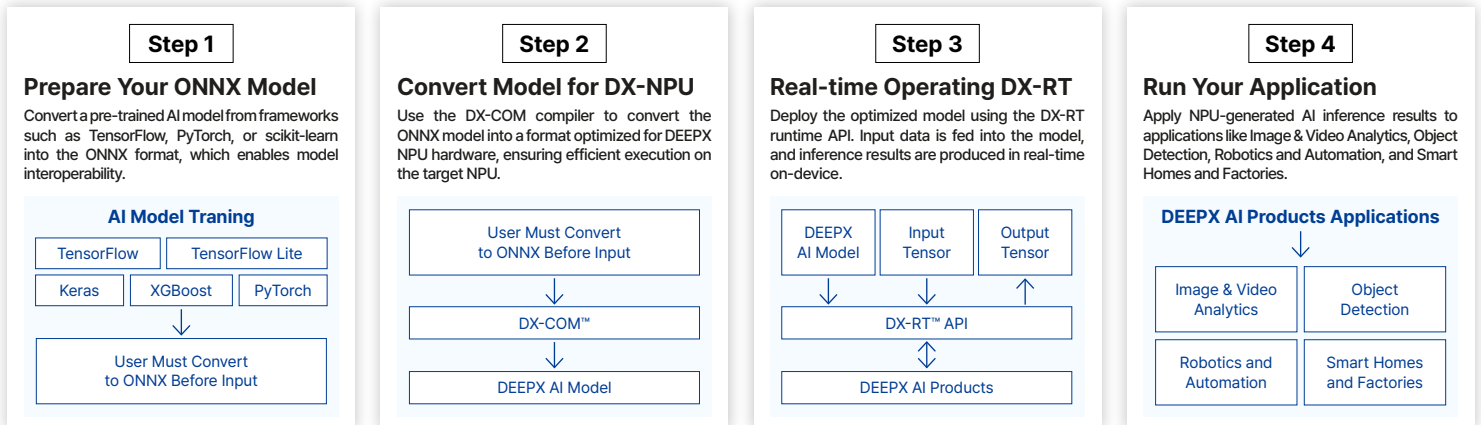 Step 1
Prepare Your ONNX Model
Convert a pre-trained AI model from frameworks
such as TensorFlow, PyTorch, or scikit-learn
into the ONNX format, which enables model
interoperability.
AI Model Traning
TensorFlow
TensorFlow Lite
Keras
XGBoost
PyTorch
User Must Convert
to ONNX Before Input
Step 2
Convert Model for DX-NPU
Use the DX-COM compiler to convert the
ONNX model into a format optimized for DEEPX
NPU hardware, ensuring efficient execution on
the target NPU.
User Must Convert
to ONNX Before Input
DX-COM™
DEEPX AI Model
Step 3
Real-time Operating DX-RT
Deploy the optimized model using the DX-RT
runtime API. Input data is fed into the model,
and inference results are produced in real-time
on-device.
DEEPX
AI Model
Input
Tensor
Output
Tensor
DX-RT™ API
DEEPX AI Products
Step 4
Run Your Application
Apply NPU-generated AI inference results to
applications like Image & Video Analytics, Object
Detection, Robotics and Automation, and Smart
Homes and Factories.
DEEPX AI Products Applications
Image & Video
Analytics
Object
Detection
Robotics and
Automation
Smart Homes
and Factories